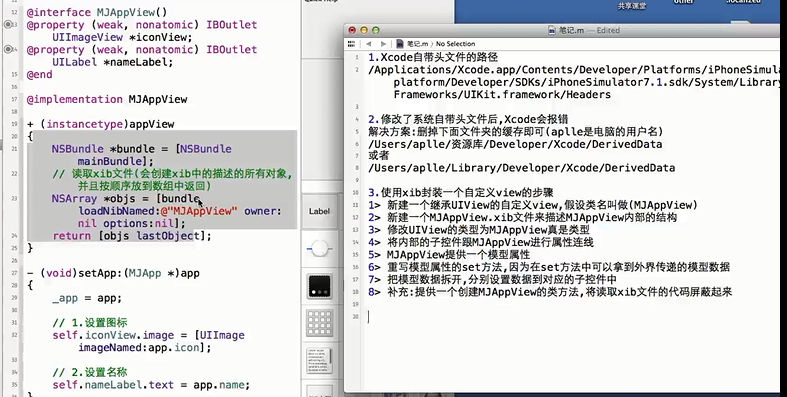 共享课堂
other
.localized
@interface MJAppView()
@property (weak, nonatomic) IBOutlet
UIImageView *iconView;
@property (weak, nonatomic) IBOutlet
UILabel *nameLabel;
@end
@implementation MJAppView
+ (instancetype)appView
{
NSBundle *bundle = [NSBundle
mainBundle];
// 读取xib文件(会创建xib中的描述的所有对象,
并且按顺序放到数组中返回)
NSArray *objs = [bundle
loadNibNamed:@"MJAppView" owner:
nil options:nil];
return [objs lastObject];
}
- (void)setApp:(MJApp *)app
{
_app = app;
// 1.设置图标
self.iconView.image = [UIImage
imageNamed:app.icon];
// 2.设置名称
self.nameLabel.text = app.name;
Label
笔记.m — Edited
笔记.m 〉No Selection
1.Xcode自带头文件的路径
/Applications/Xcode.app/Contents/Developer/Platforms/iPhoneSimula
platform/Developer/SDKs/iPhoneSimulator7.1.sdk/System/Library
Frameworks/UIKit.framework/Headers
2.修改了系统自带头文件后,Xcode会报错
解决方案:删掉下面文件夹的缓存即可(aplle是电脑的用户名)
/Users/aplle/资源库/Developer/Xcode/DerivedData
或者
/Users/aplle/Library/Developer/Xcode/DerivedData
3.使用xib封装一个自定义view的步骤
1> 新建一个继承UIView的自定义view,假设类名叫做(MJAppView)
2> 新建一个MJAppView.xib文件来描述MJAppView内部的结构
3> 修改UIView的类型为MJAppView真是类型
4> 将内部的子控件跟MJAppView进行属性连线
5> MJAppView提供一个模型属性
6> 重写模型属性的set方法,因为在set方法中可以拿到外界传递的模型数据
7> 把模型数据拆开,分别设置数据到对应的子控件中
8> 补充:提供一个创建MJAppView的类方法,将读取xib文件的代码屏蔽起来